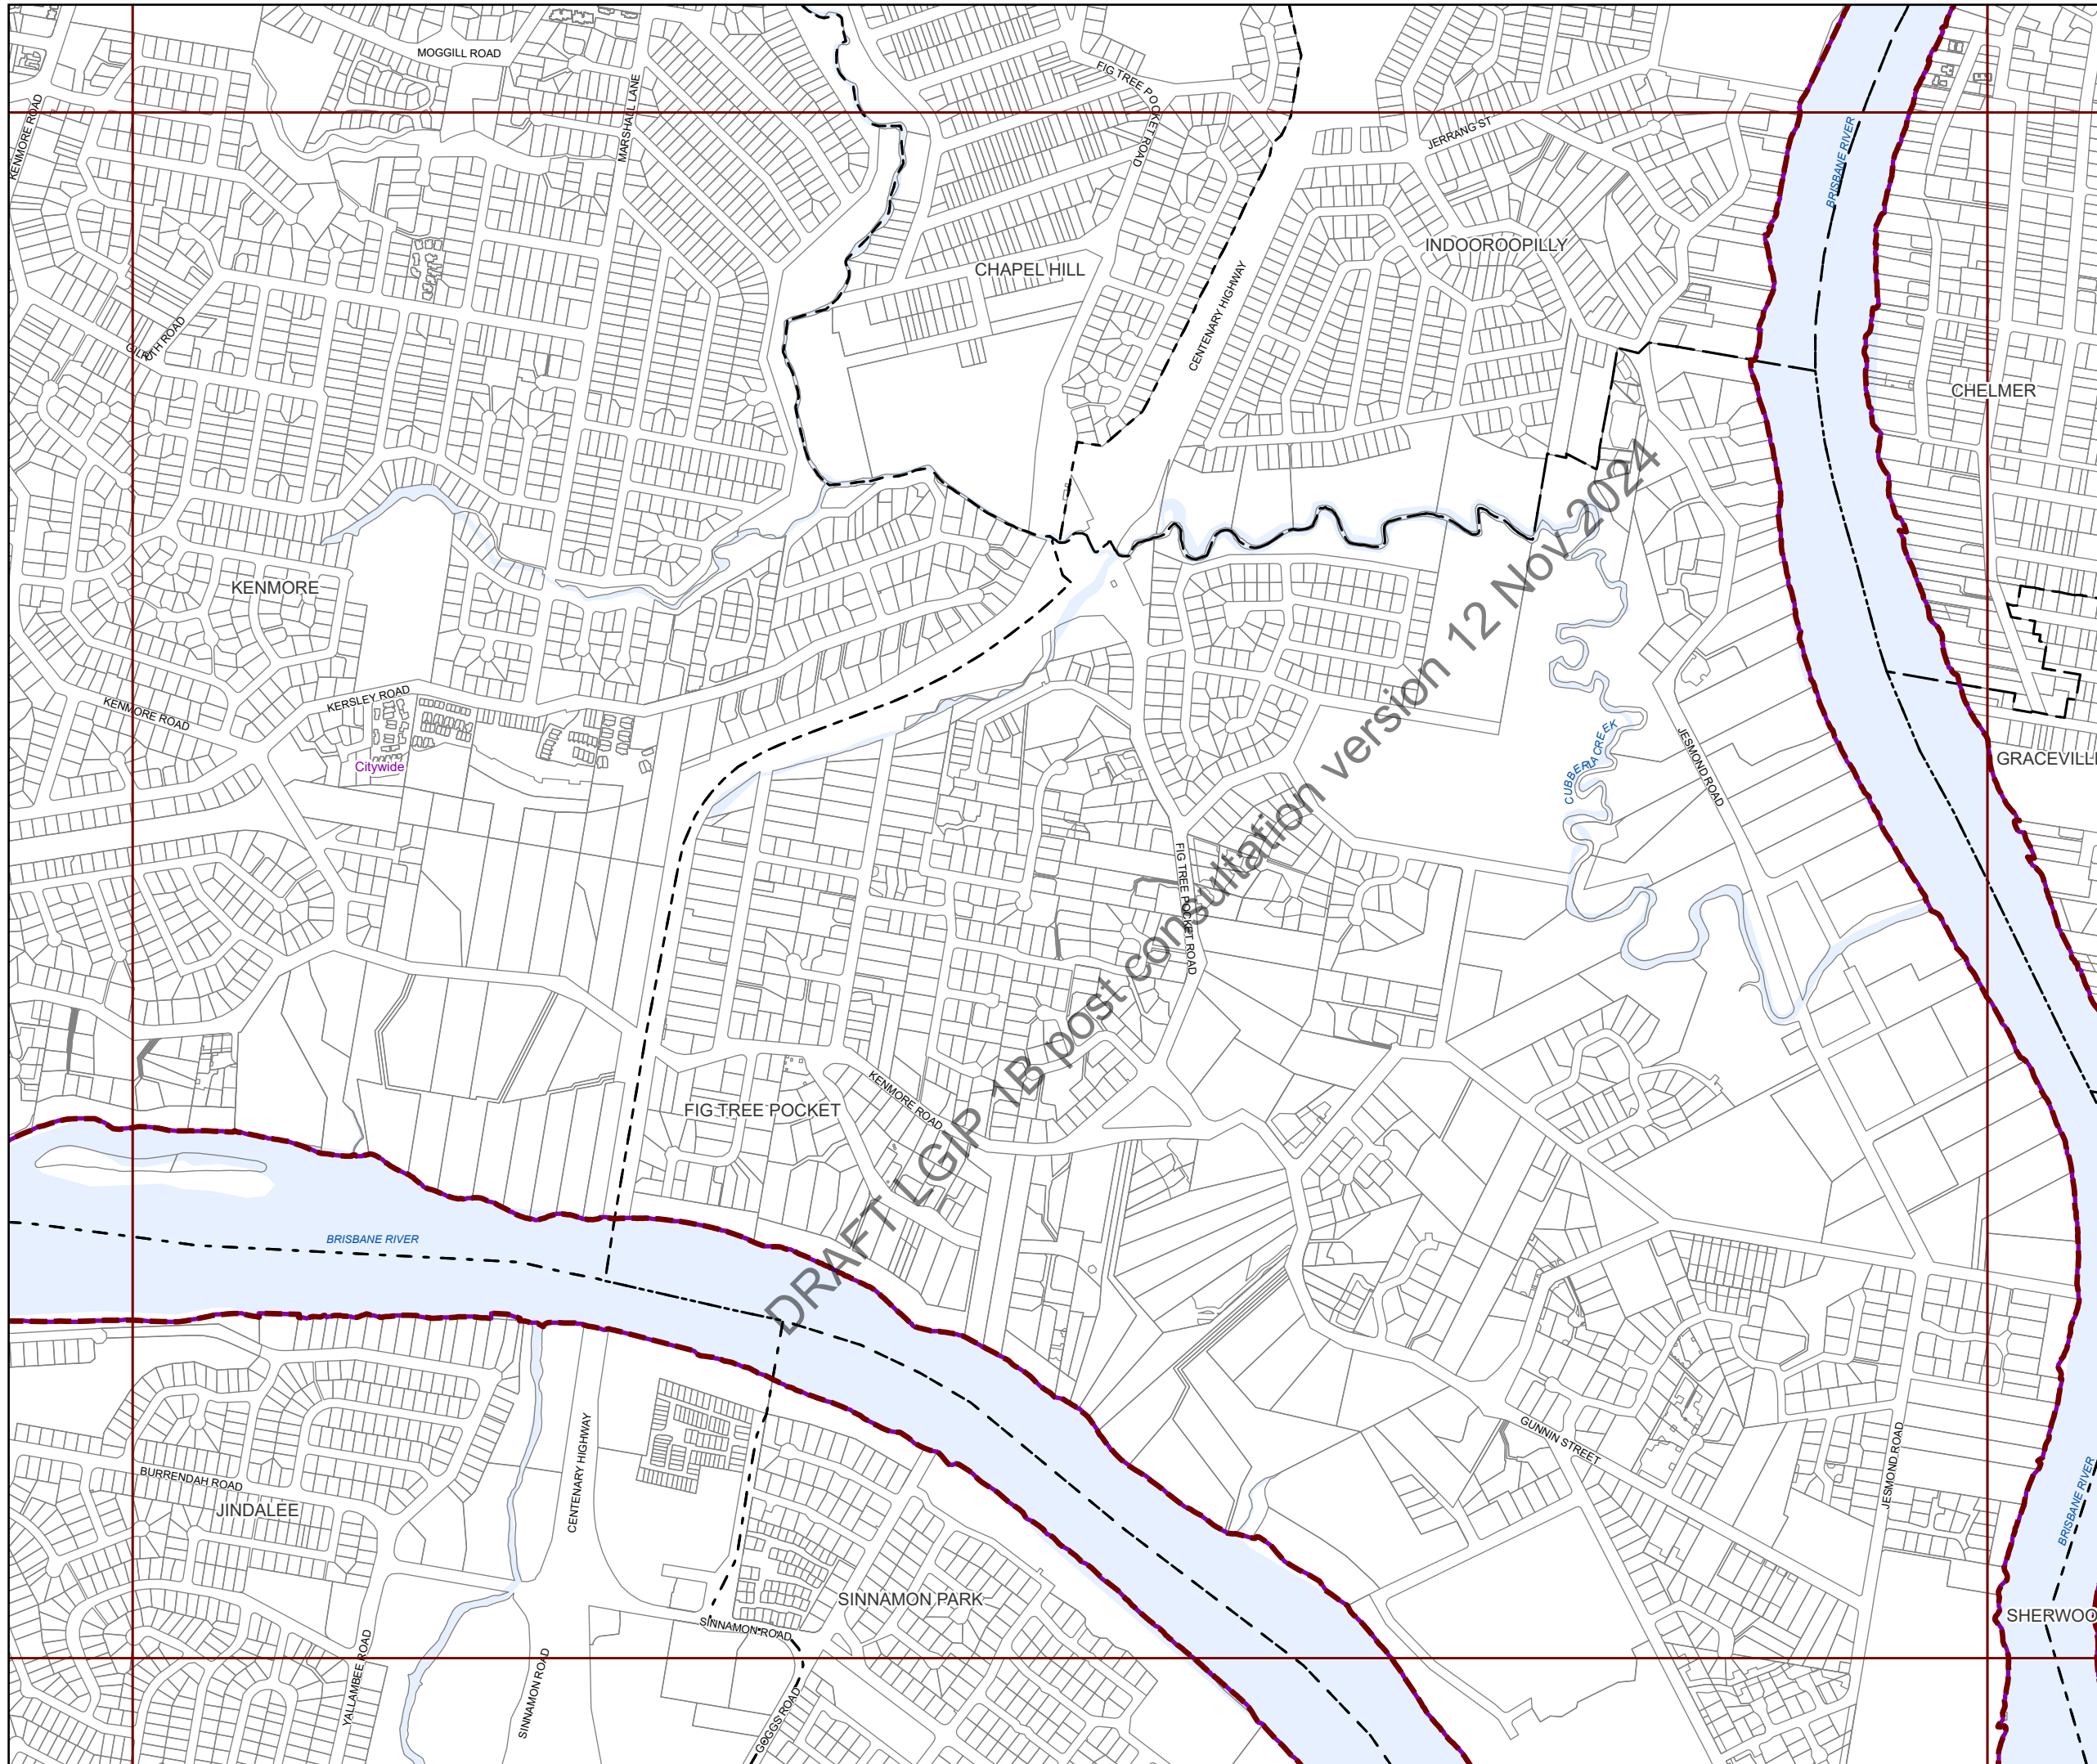 MOGGILL ROAD
FIG TREE POCKET ROAD
MARSHALL LANE
KENMORE ROAD
JERRANG ST
BRISBANE RIVER
INDOOROOPILLY
CHAPEL HILL
CENTENARY HIGHWAY
CHELMER
KENMORE
KERSLEY ROAD
KENMORE ROAD
Citywide
CREEK
JESMOND ROAD
FIG TREE POCKET ROAD
DRAFT LGIP 1B post consultation version 12 Nov 2024
KENMORE ROAD
FIG TREE POCKET
BRISBANE RIVER
GUNNIN STREET
JESMOND ROAD
BRISBANE RIVER
CENTENARY HIGHWAY
BURRENDAH ROAD
JINDALEE
SINNAMON PARK
SINNAMON ROAD
YALLAMBEE ROAD
SINNAMON ROAD
GOGGS ROAD